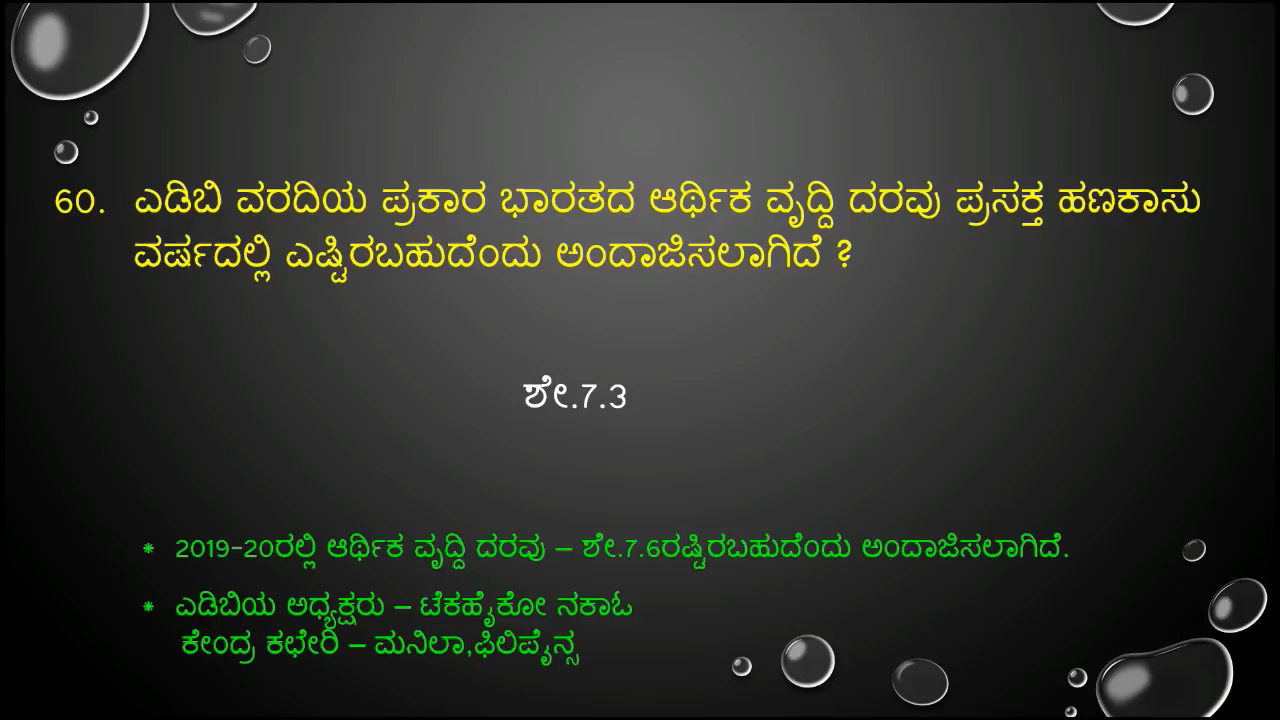 60. ಎಡಿಬಿ ವರದಿಯ ಪ್ರಕಾರ ಭಾರತದ ಆರ್ಥಿಕ ವೃದ್ದಿ ದರವು ಪ್ರಸಕ್ತ ಹಣಕಾಸು
ವರ್ಷದಲ್ಲಿ ಎಷ್ಟಿರಬಹುದೆಂದು ಅಂದಾಜಿಸಲಾಗಿದೆ ?
ಶೇ.7.3
* 2019-20ರಲ್ಲಿ ಆರ್ಥಿಕ ವೃದ್ದಿ ದರವು – ಶೇ.7.6ರಷ್ಟಿರಬಹುದೆಂದು ಅಂದಾಜಿಸಲಾಗಿದೆ.
* ಎಡಿಬಿಯ ಅಧ್ಯಕ್ಷರು – ಟೆಕಹೈಕೋ ನಕಾಓ
ಕೇಂದ್ರ ಕಛೇರಿ – ಮನಿಲಾ,ಫಿಲಿಪೈನ್ಸ